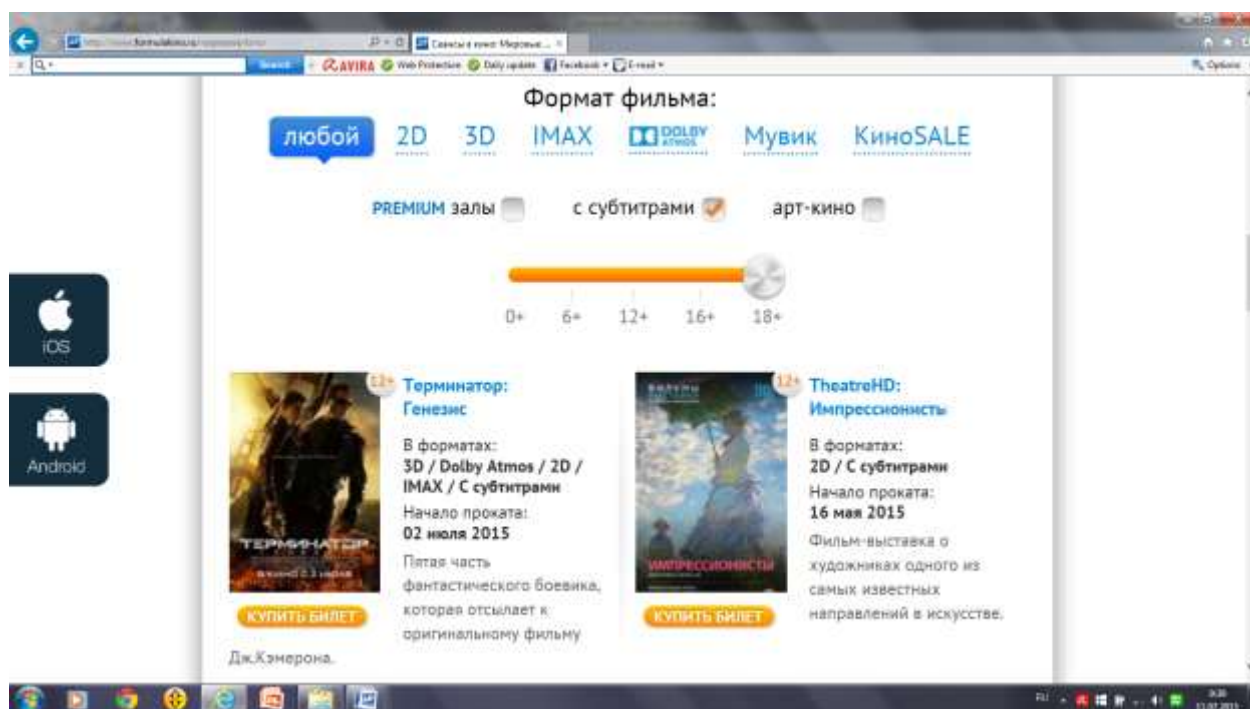 Search
AVIRA Web Protection Daily update Facebook E-mail Options
Формат фильма:
любой 2D 3D IMAX DOLBY ATMOS Мувик КиноSALE
PREMIUM залы с субтитрами арт-кино
0+ 6+ 12+ 16+ 18+
iOS
Android
12+
Терминатор:
Генезис
В форматах:
3D / Dolby Atmos / 2D /
IMAX / С субтитрами
Начало проката:
02 июля 2015
Пятая часть
фантастического боевика,
которая отсылает к
оригинальному фильму
Дж.Кэмерона.
ТЕРМИНАТОР
КУПИТЬ БИЛЕТ
12+
TheatreHD:
Импрессионисты
В форматах:
2D / С субтитрами
Начало проката:
16 мая 2015
Фильм-выставка о
художниках одного из
самых известных
направлений в искусстве.
ИМПРЕССИОНИСТЫ
КУПИТЬ БИЛЕТ
RU